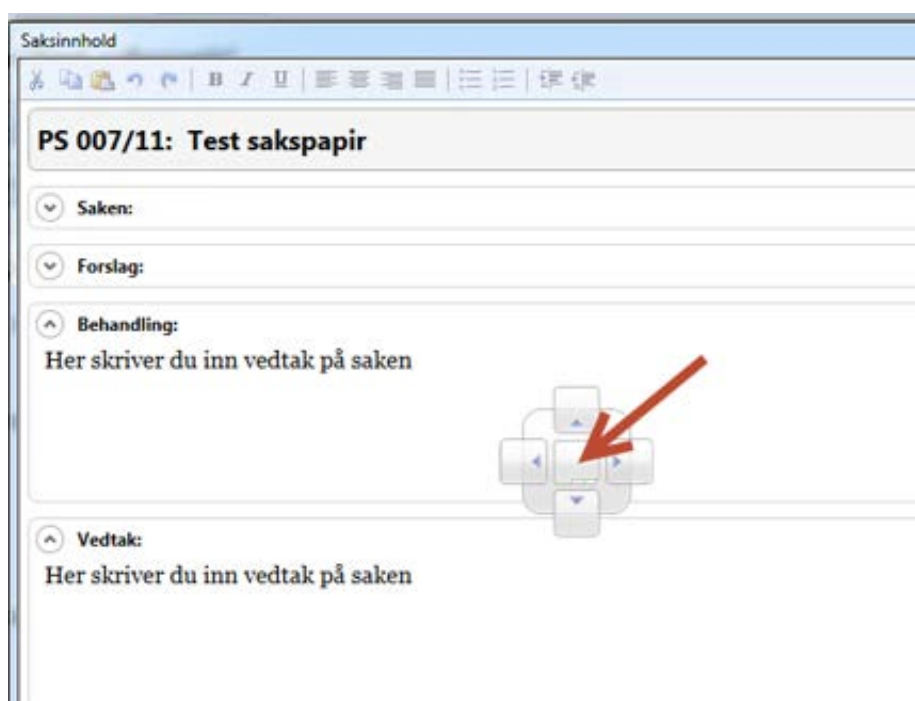 Saksinnhold
B I U
PS 007/11: Test sakspapir
Saken:
Forslag:
Behandling:
Her skriver du inn vedtak på saken
Vedtak:
Her skriver du inn vedtak på saken